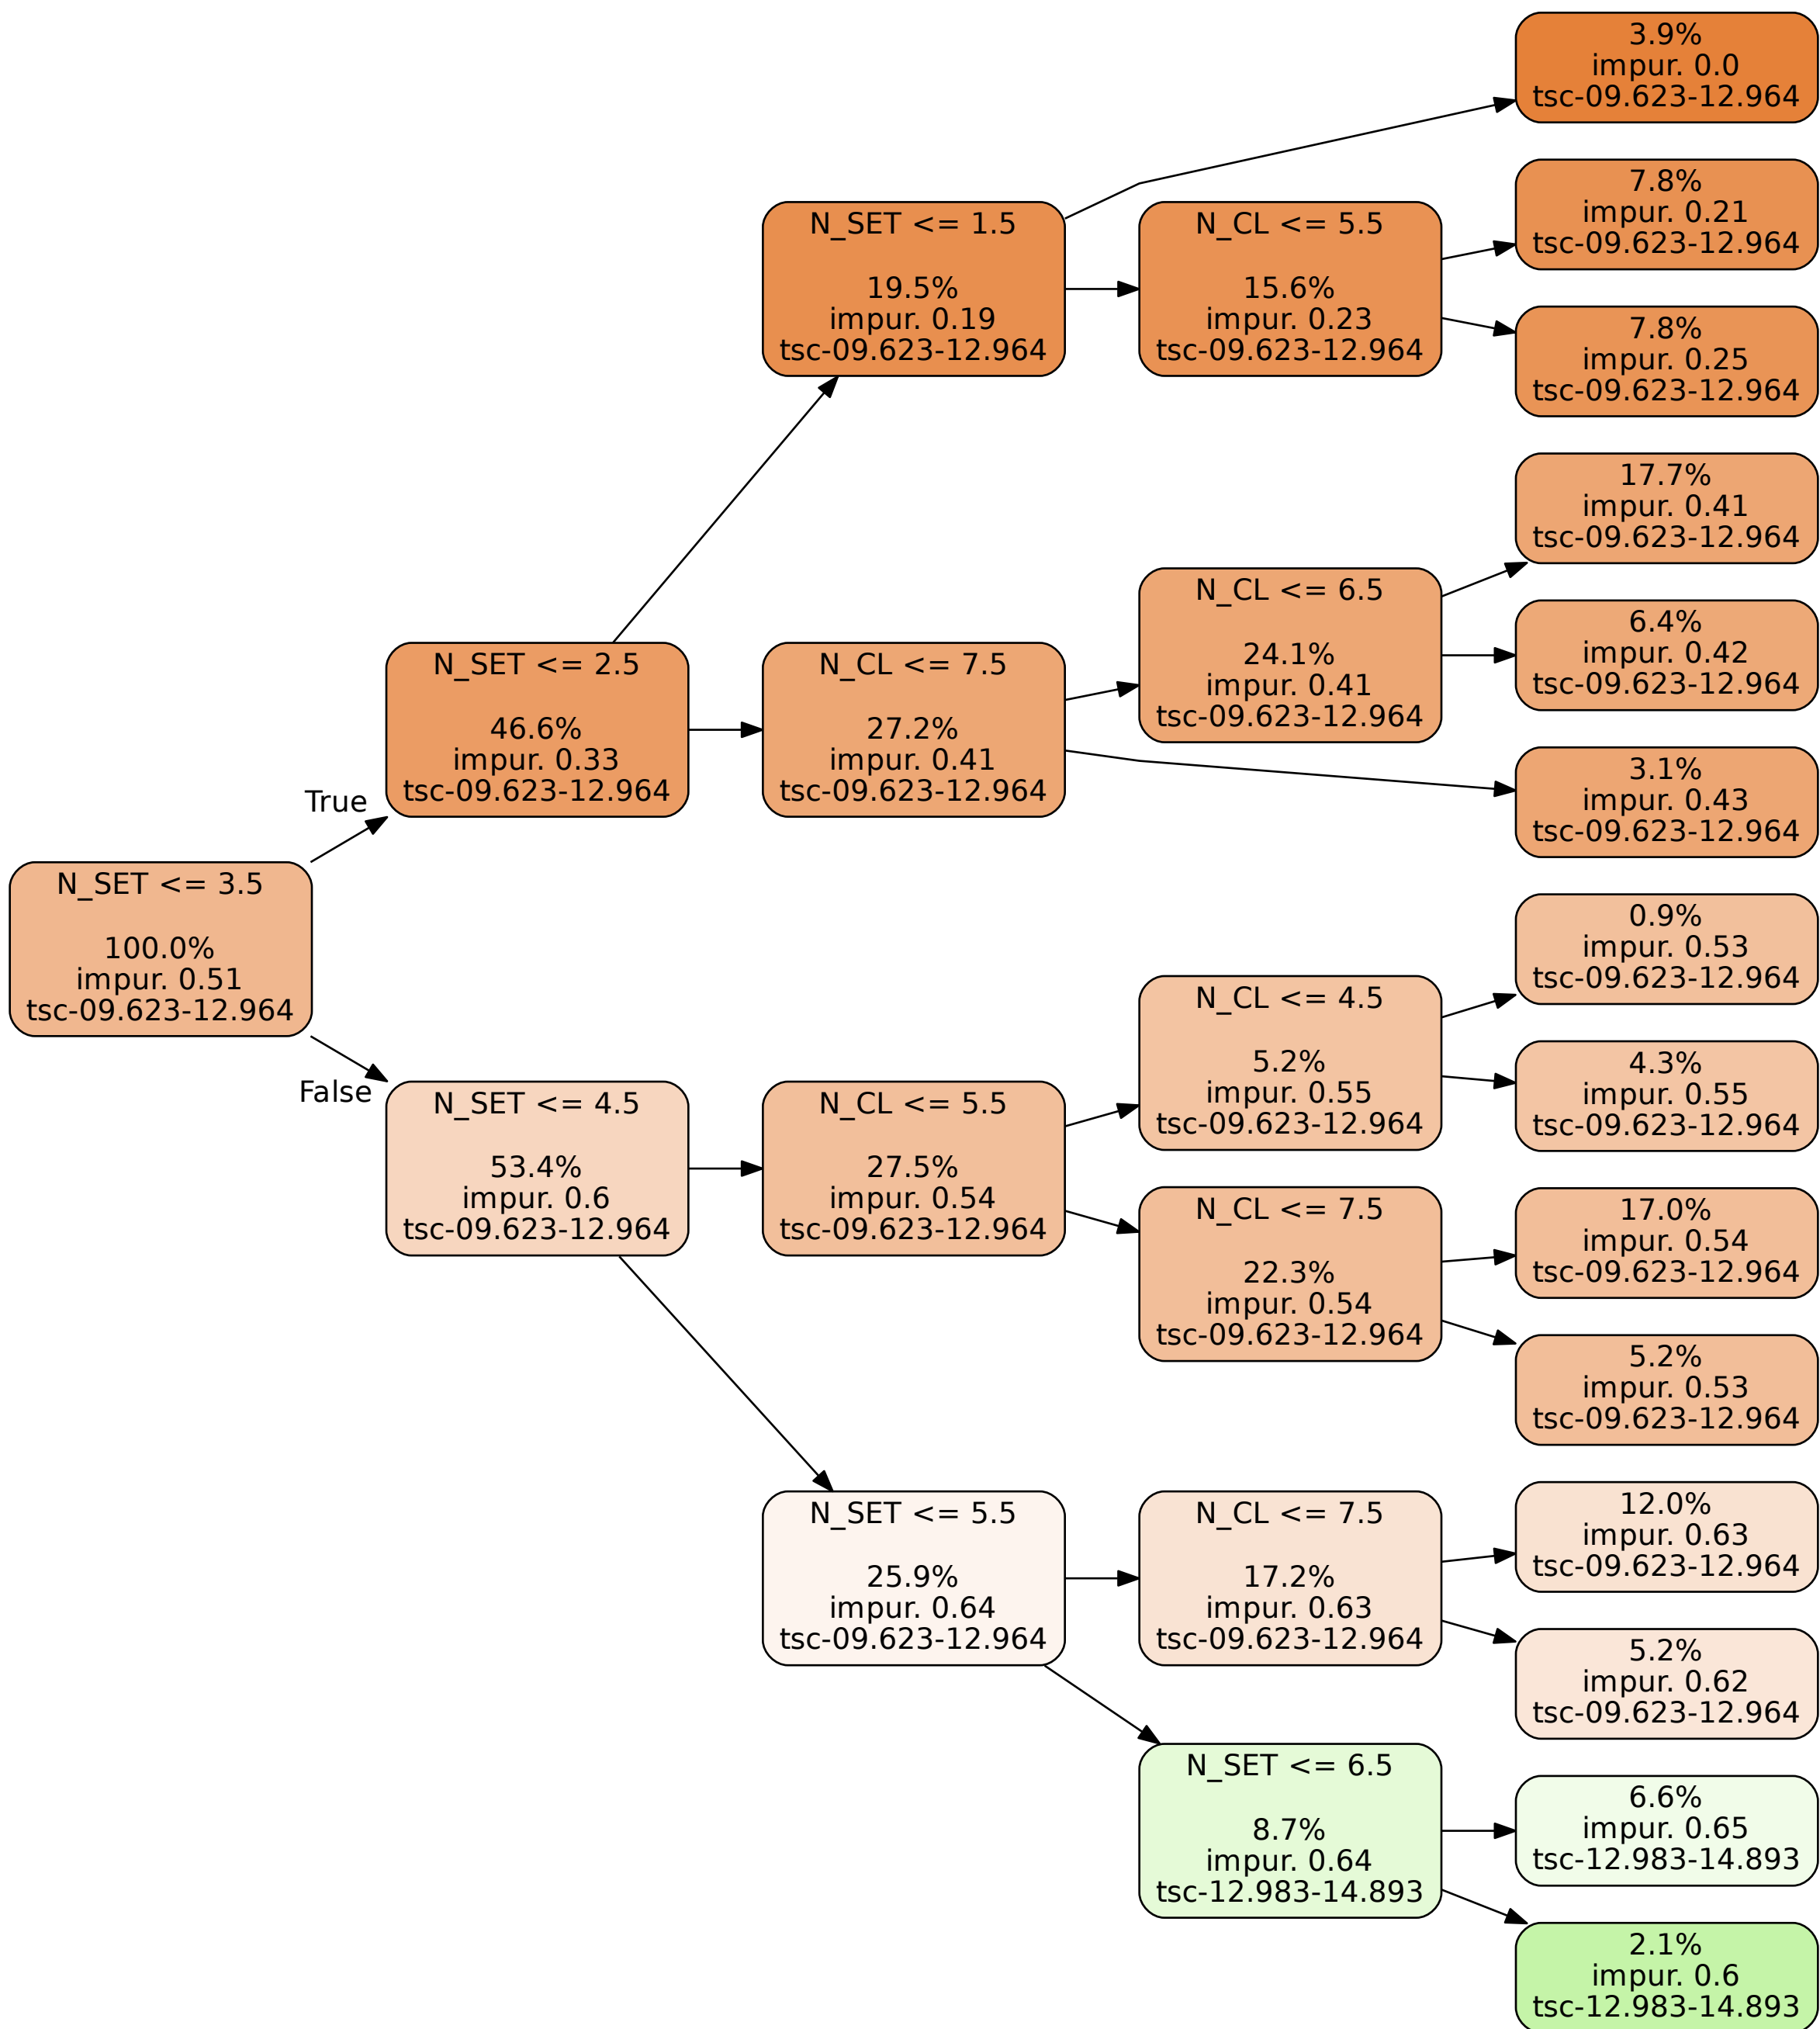 3.9%
impur. 0.0
tsc-09.623-12.964
7.8%
impur. 0.21
tsc-09.623-12.964
N_SET <= 1.5
19.5%
impur. 0.19
tsc-09.623-12.964
N_CL <= 5.5
15.6%
impur. 0.23
tsc-09.623-12.964
7.8%
impur. 0.25
tsc-09.623-12.964
17.7%
impur. 0.41
tsc-09.623-12.964
N_CL <= 6.5
24.1%
impur. 0.41
tsc-09.623-12.964
6.4%
impur. 0.42
tsc-09.623-12.964
N_SET <= 2.5
46.6%
impur. 0.33
tsc-09.623-12.964
N_CL <= 7.5
27.2%
impur. 0.41
tsc-09.623-12.964
3.1%
impur. 0.43
tsc-09.623-12.964
True
N_SET <= 3.5
100.0%
impur. 0.51
tsc-09.623-12.964
False
0.9%
impur. 0.53
tsc-09.623-12.964
N_CL <= 4.5
5.2%
impur. 0.55
tsc-09.623-12.964
4.3%
impur. 0.55
tsc-09.623-12.964
N_SET <= 4.5
53.4%
impur. 0.6
tsc-09.623-12.964
N_CL <= 5.5
27.5%
impur. 0.54
tsc-09.623-12.964
N_CL <= 7.5
22.3%
impur. 0.54
tsc-09.623-12.964
17.0%
impur. 0.54
tsc-09.623-12.964
5.2%
impur. 0.53
tsc-09.623-12.964
N_SET <= 5.5
25.9%
impur. 0.64
tsc-09.623-12.964
N_CL <= 7.5
17.2%
impur. 0.63
tsc-09.623-12.964
12.0%
impur. 0.63
tsc-09.623-12.964
5.2%
impur. 0.62
tsc-09.623-12.964
N_SET <= 6.5
8.7%
impur. 0.64
tsc-12.983-14.893
6.6%
impur. 0.65
tsc-12.983-14.893
2.1%
impur. 0.6
tsc-12.983-14.893